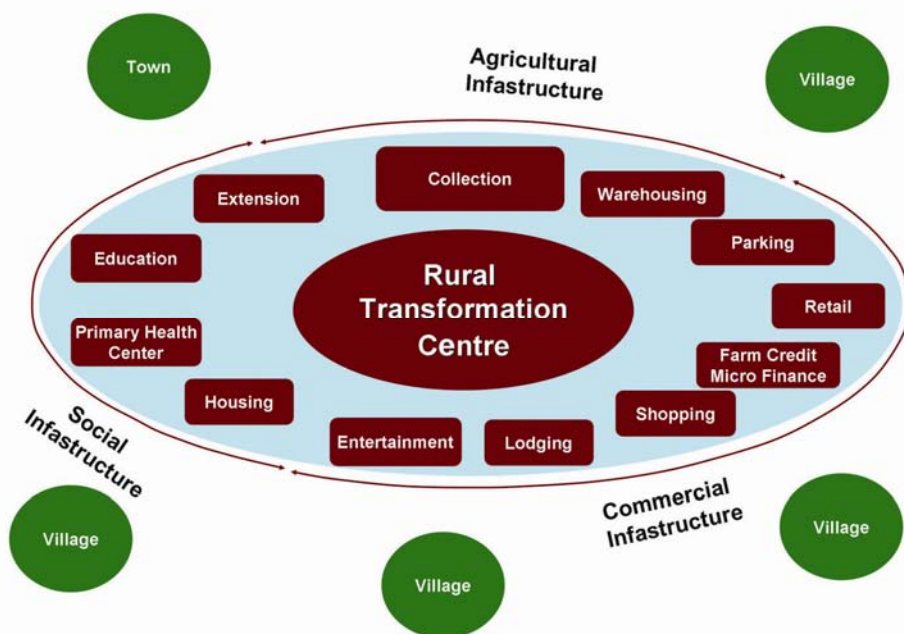 Town
Agricultural
Infastructure
Village
Collection
Extension
Warehousing
Parking
Education
Rural
Transformation
Centre
Retail
Primary Health
Center
Farm Credit
Micro Finance
Housing
Shopping
Entertainment
Lodging
Social
Infastructure
Commercial
Infastructure
Village
Village
Village